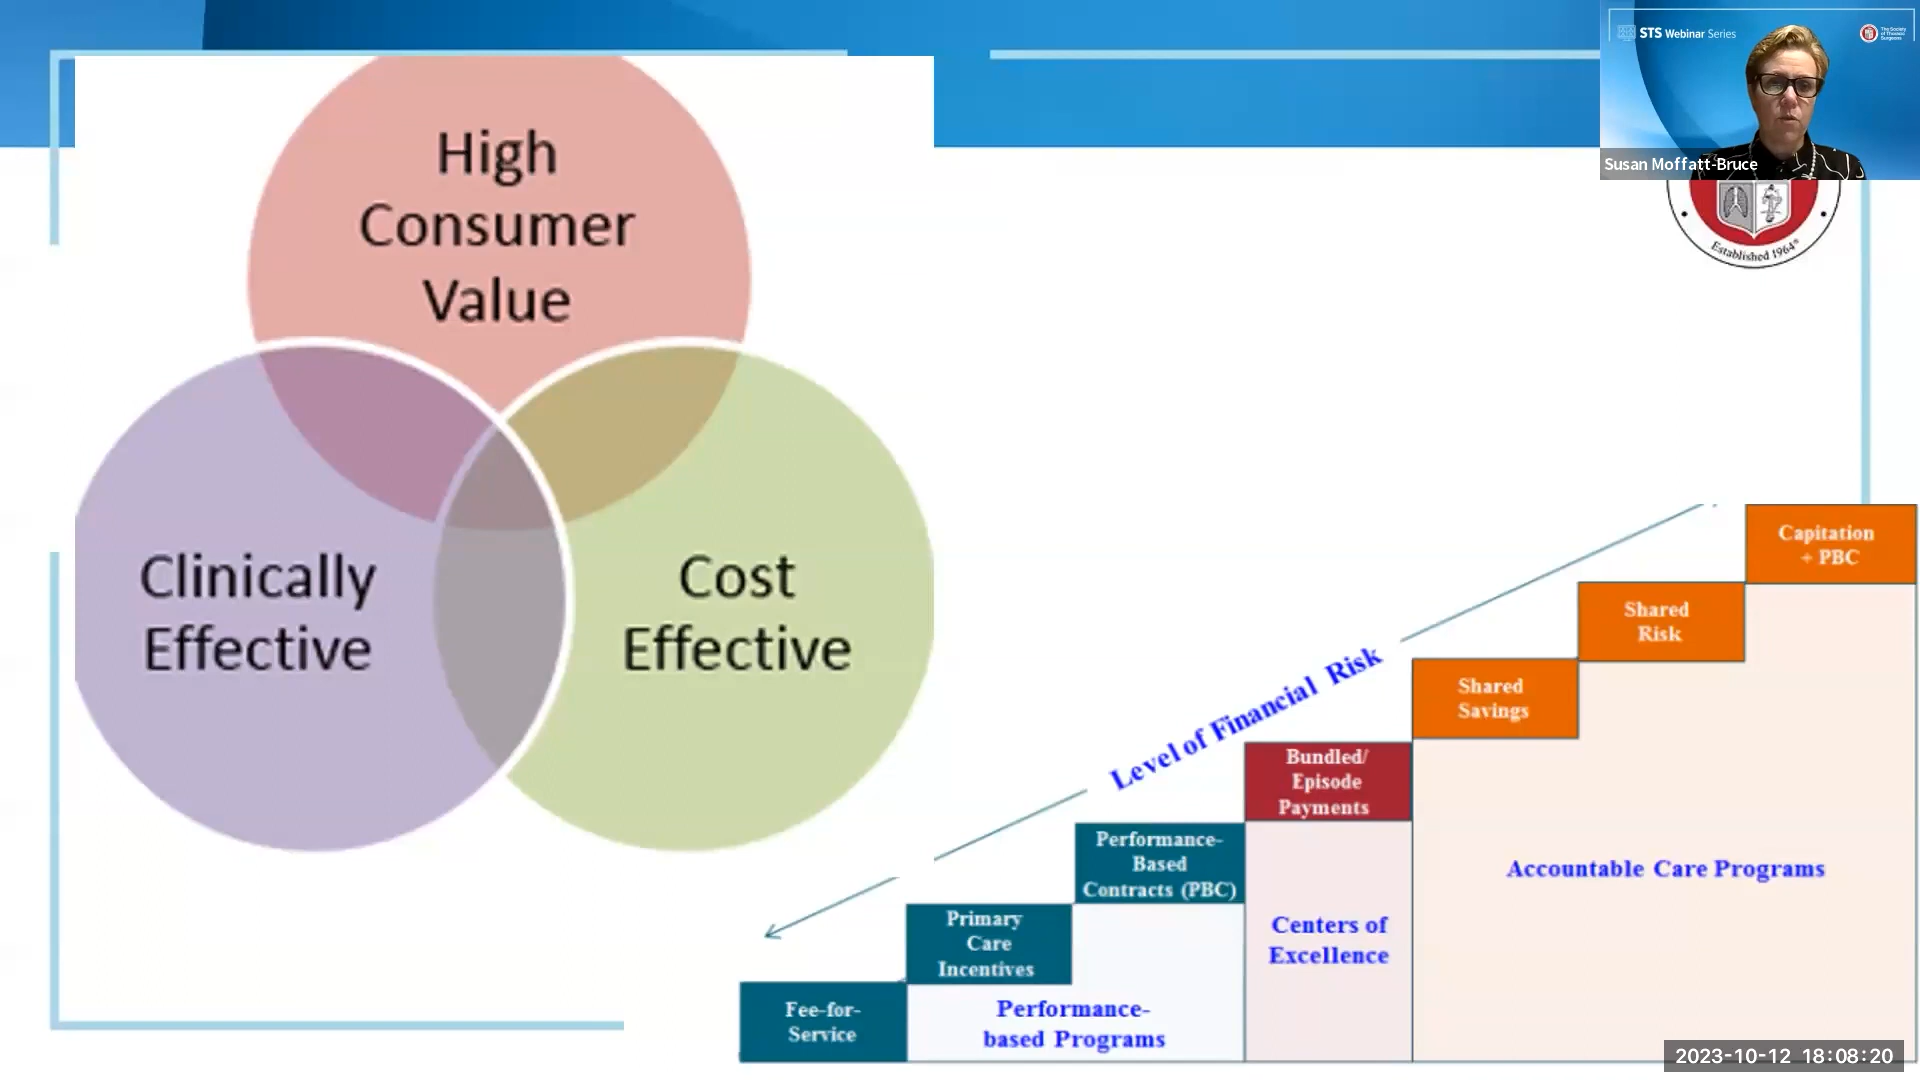 STS Webinar Series
The Society
of Thoracic
Surgeons
Susan Moffatt-Bruce
Established 1964®
High
Consumer
Value
Clinically
Effective
Cost
Effective
Level of Financial Risk
Capitation
+ PBC
Shared
Risk
Shared
Savings
Bundled/
Episode
Payments
Performance-
Based
Contracts (PBC)
Primary
Care
Incentives
Fee-for-
Service
Performance-
based Programs
Centers of
Excellence
Accountable Care Programs
2023-10-12 18:08:20